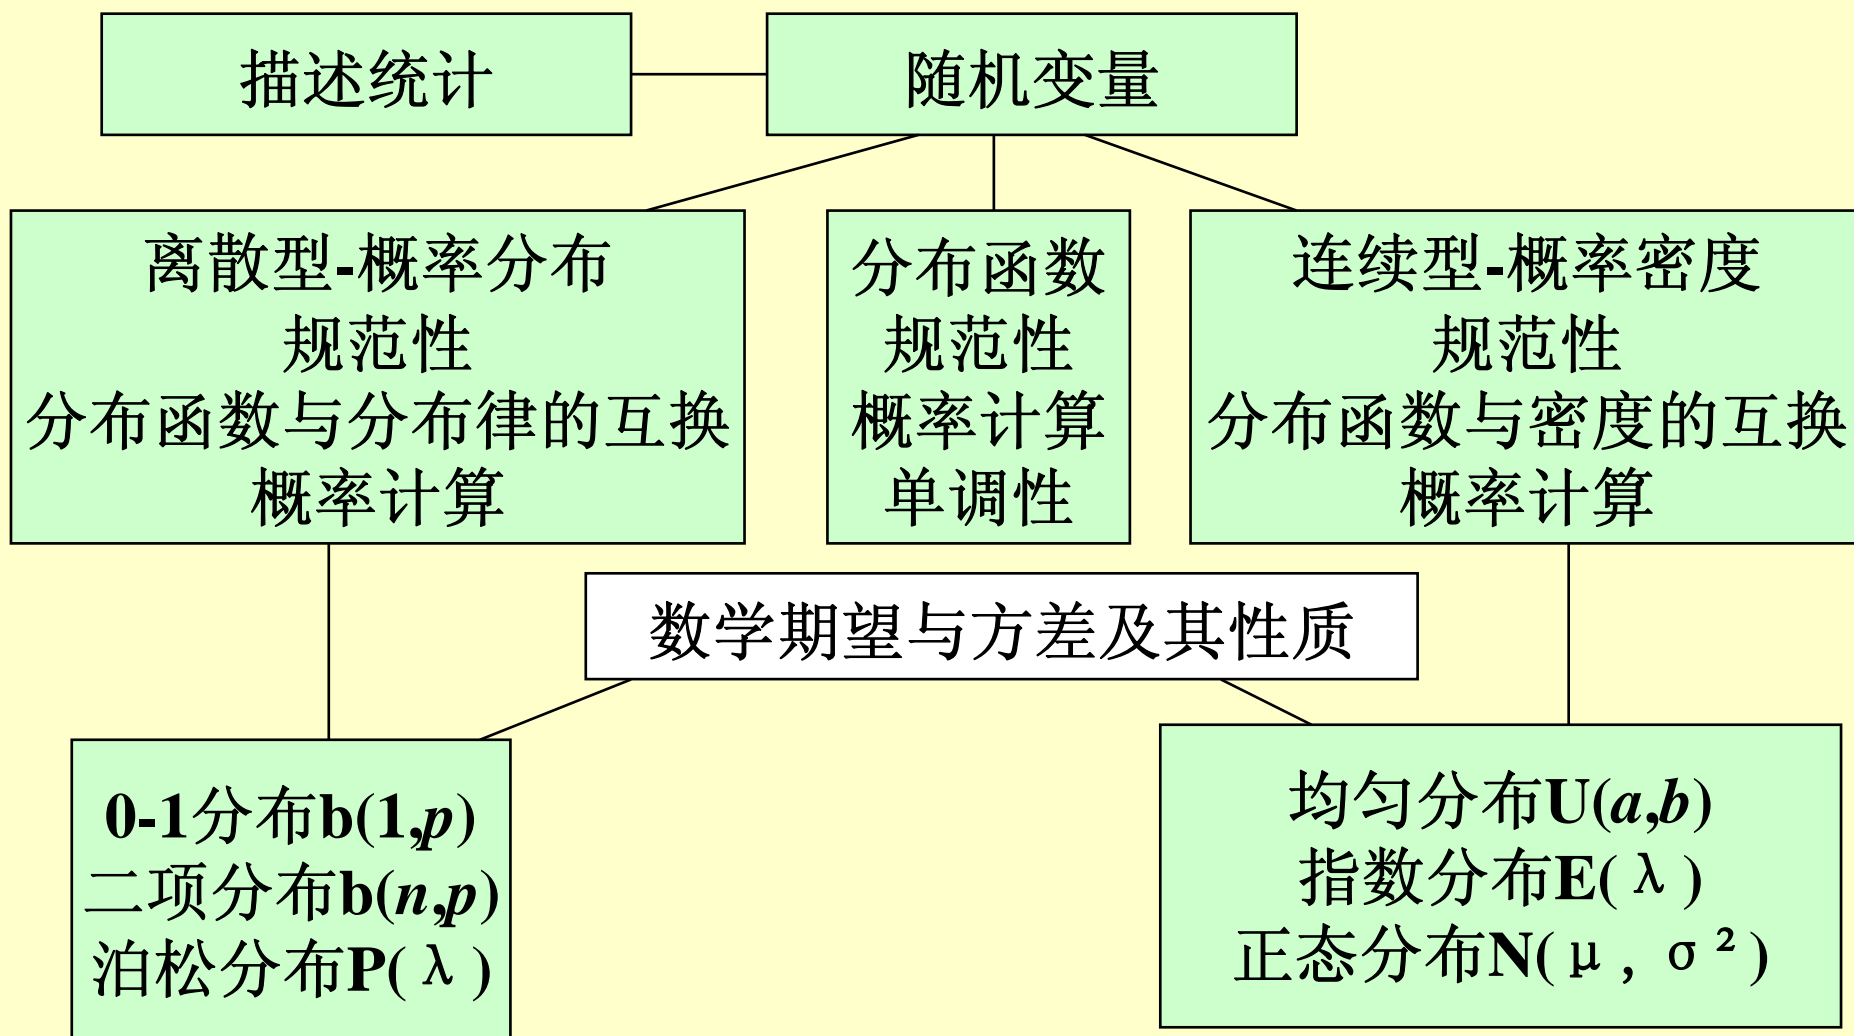 描述统计
随机变量
离散型-概率分布
规范性
分布函数与分布律的互换
概率计算
分布函数
规范性
概率计算
单调性
连续型-概率密度
规范性
分布函数与密度的互换
概率计算
数学期望与方差及其性质
0-1分布b(1,p)
二项分布b(n,p)
泊松分布P(λ)
均匀分布U(a,b)
指数分布E(λ)
正态分布N(μ, σ²)